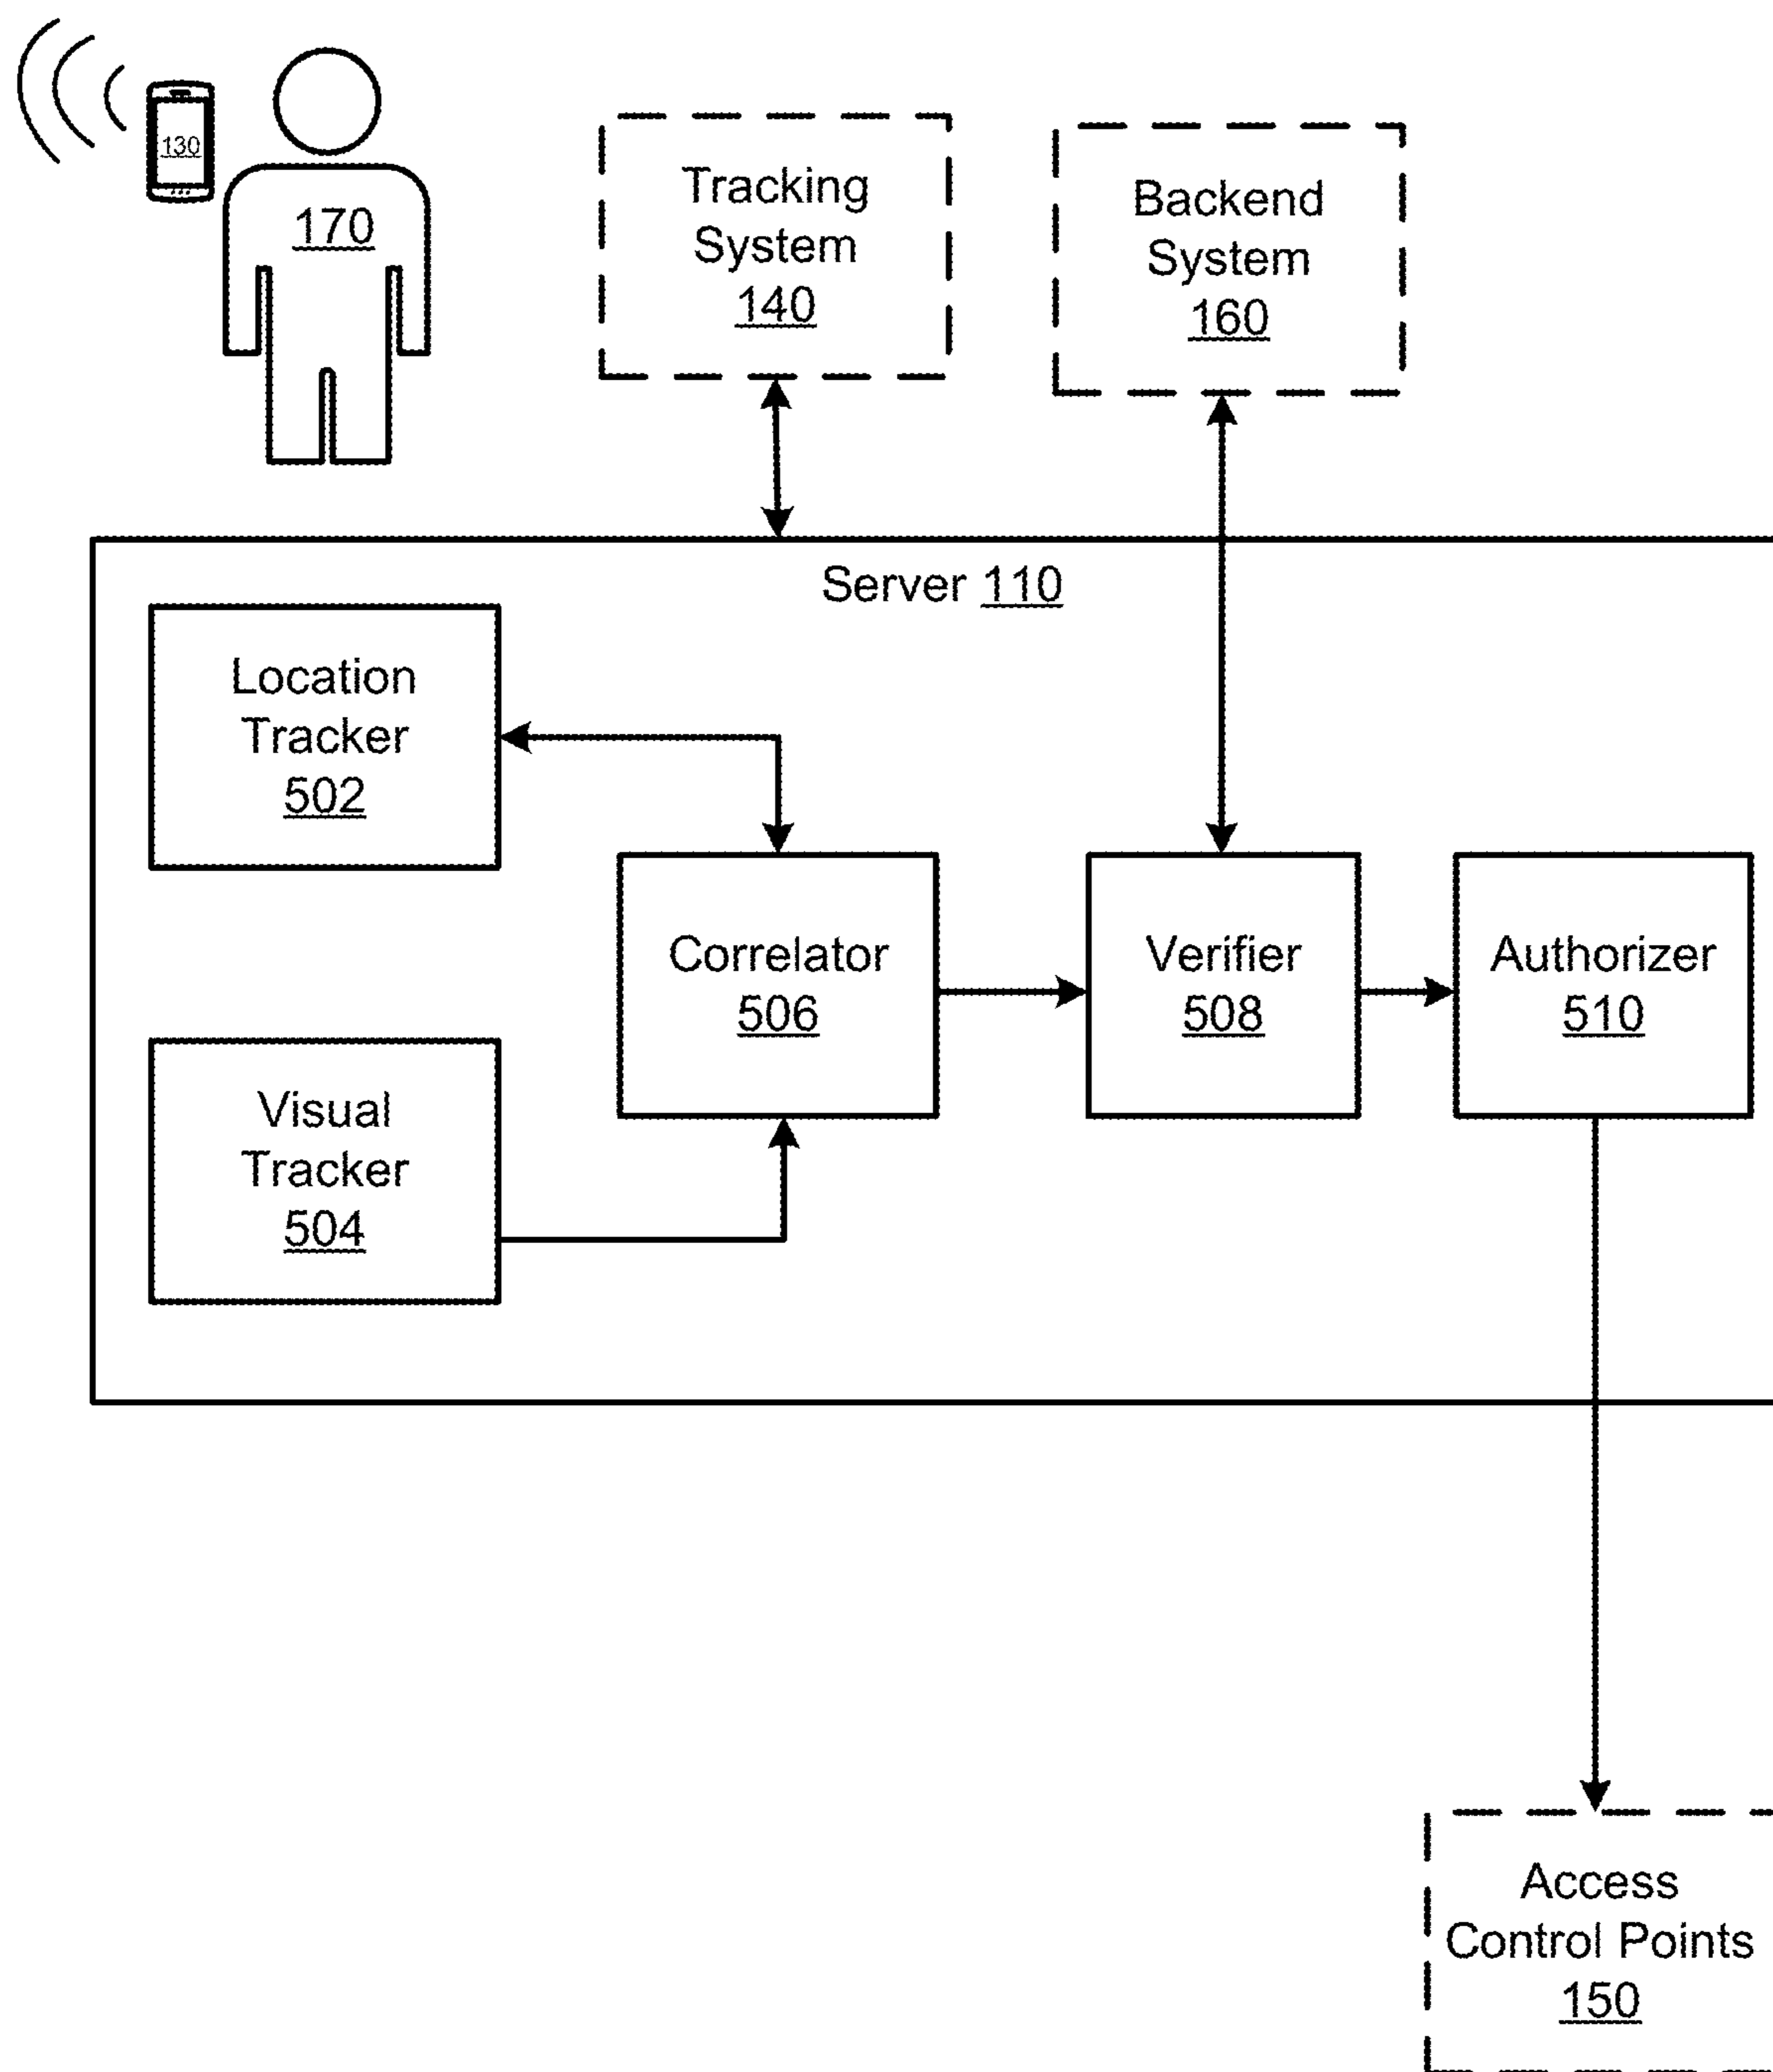 130
170
Tracking
System
140
Backend
System
160
Server 110
Location
Tracker
502
Correlator
506
Verifier
508
Authorizer
510
Visual
Tracker
504
Access
Control Points
150